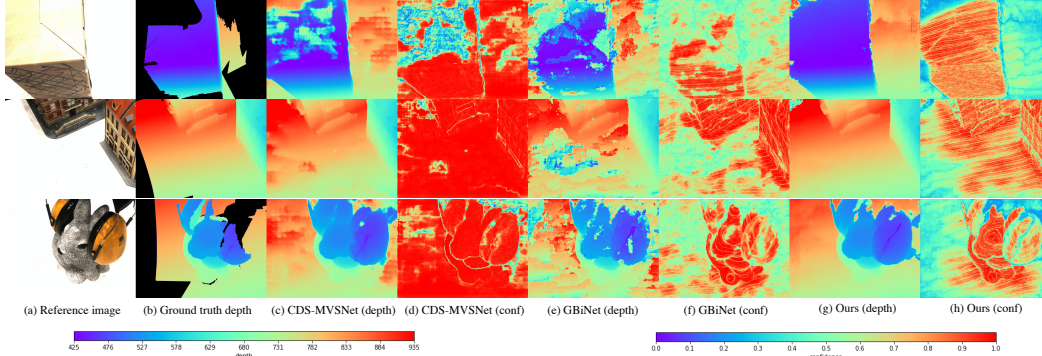 (a) Reference image (b) Ground truth depth (c) CDS-MVSNet (depth) (d) CDS-MVSNet (conf) (e) GBiNet (depth) (f) GBiNet (conf) (g) Ours (depth) (h) Ours (conf)
425 476 527 578 629 680 731 782 833 884 935
depth
0.0 0.1 0.2 0.3 0.4 0.5 0.6 0.7 0.8 0.9 1.0
confidence